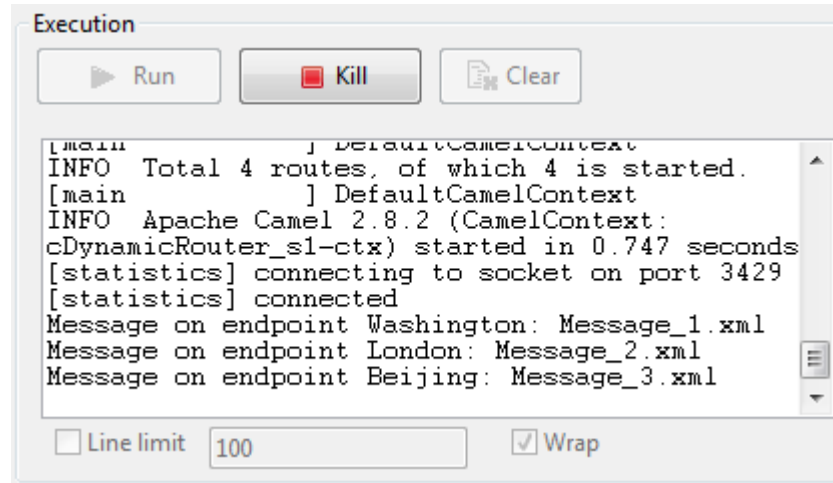 Execution
Run Kill Clear
[main ] DefaultCamelContext
INFO  Total 4 routes, of which 4 is started.
[main ] DefaultCamelContext
INFO  Apache Camel 2.8.2 (CamelContext:
cDynamicRouter_s1-ctx) started in 0.747 seconds
[statistics] connecting to socket on port 3429
[statistics] connected
Message on endpoint Washington: Message_1.xml
Message on endpoint London: Message_2.xml
Message on endpoint Beijing: Message_3.xml
Line limit 100 Wrap